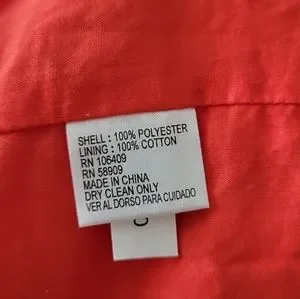 SHELL : 100% POLYESTER
LINING : 100% COTTON
RN 106409
RN 58909
MADE IN CHINA
DRY CLEAN ONLY
VER AL DORSO PARA CUIDADO